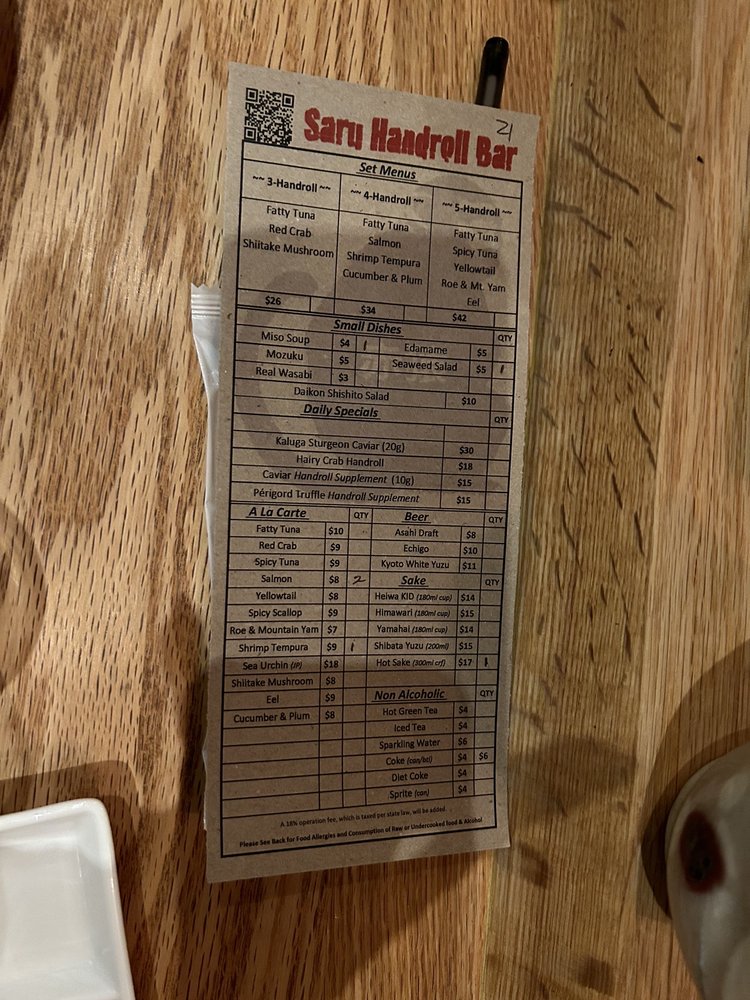 21
Saru Handroll Bar
Set Menus
~~ 3-Handroll ~~ ~~ 4-Handroll ~~ ~~ 5-Handroll ~~
Fatty Tuna Fatty Tuna Fatty Tuna
Red Crab Salmon Spicy Tuna
Shiitake Mushroom Shrimp Tempura Yellowtail
Cucumber & Plum Roe & Mt. Yam
Eel
$26 $34 $42
Small Dishes QTY
Miso Soup $4 1 Edamame $5
Mozuku $5 Seaweed Salad $5 1
Real Wasabi $3
Daikon Shishito Salad $10
Daily Specials QTY
Kaluga Sturgeon Caviar (20g) $30
Hairy Crab Handroll $18
Caviar Handroll Supplement (10g) $15
Périgord Truffle Handroll Supplement $15
A La Carte QTY Beer QTY
Fatty Tuna $10 Asahi Draft $8
Red Crab $9 Echigo $10
Spicy Tuna $9 Kyoto White Yuzu $11
Salmon $8 2 Sake QTY
Yellowtail $8 Heiwa KID (180ml cup) $14
Spicy Scallop $9 Himawari (180ml cup) $15
Roe & Mountain Yam $7 Yamahai (180ml cup) $14
Shrimp Tempura $9 1 Shibata Yuzu (200ml) $15
Sea Urchin (JP) $18 Hot Sake (300ml crf) $17 1
Shiitake Mushroom $8
Eel $9 Non Alcoholic QTY
Cucumber & Plum $8 Hot Green Tea $4
Iced Tea $4
Sparkling Water $6
Coke (can/btl) $4 $6
Diet Coke $4
Sprite (can) $4
A 18% operation fee, which is taxed per state law, will be added.
Please See Back for Food Allergies and Consumption of Raw or Undercooked food & Alcohol